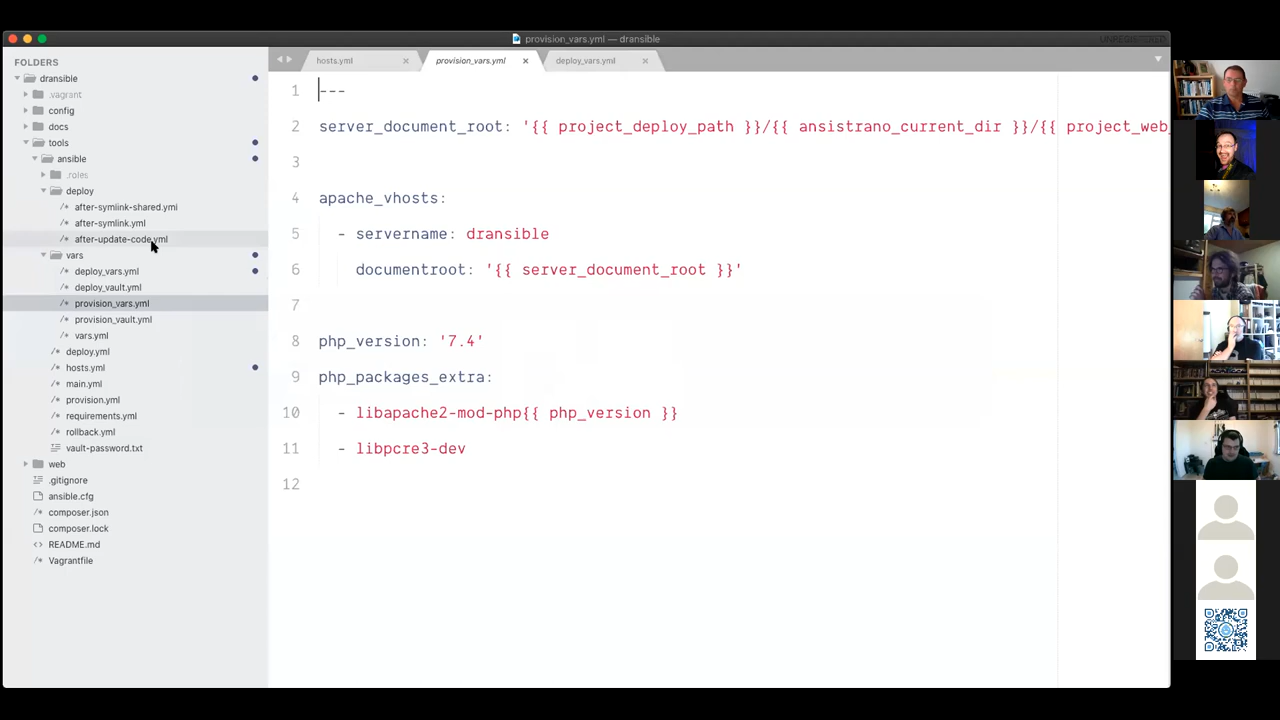 provision_vars.yml — dransible
UNREGISTERED
FOLDERS
dransible
.vagrant
config
docs
tools
ansible
.roles
deploy
after-symlink-shared.yml
after-symlink.yml
after-update-code.yml
vars
deploy_vars.yml
deploy_vault.yml
provision_vars.yml
provision_vault.yml
vars.yml
deploy.yml
hosts.yml
main.yml
provision.yml
requirements.yml
rollback.yml
vault-password.txt
web
.gitignore
ansible.cfg
composer.json
composer.lock
README.md
Vagrantfile
hosts.yml
provision_vars.yml
deploy_vars.yml
1 ---
2 server_document_root: '{{ project_deploy_path }}/{{ ansistrano_current_dir }}/{{ project_web_
3
4 apache_vhosts:
5 - servername: dransible
6 documentroot: '{{ server_document_root }}'
7
8 php_version: '7.4'
9 php_packages_extra:
10 - libapache2-mod-php{{ php_version }}
11 - libpcre3-dev
12